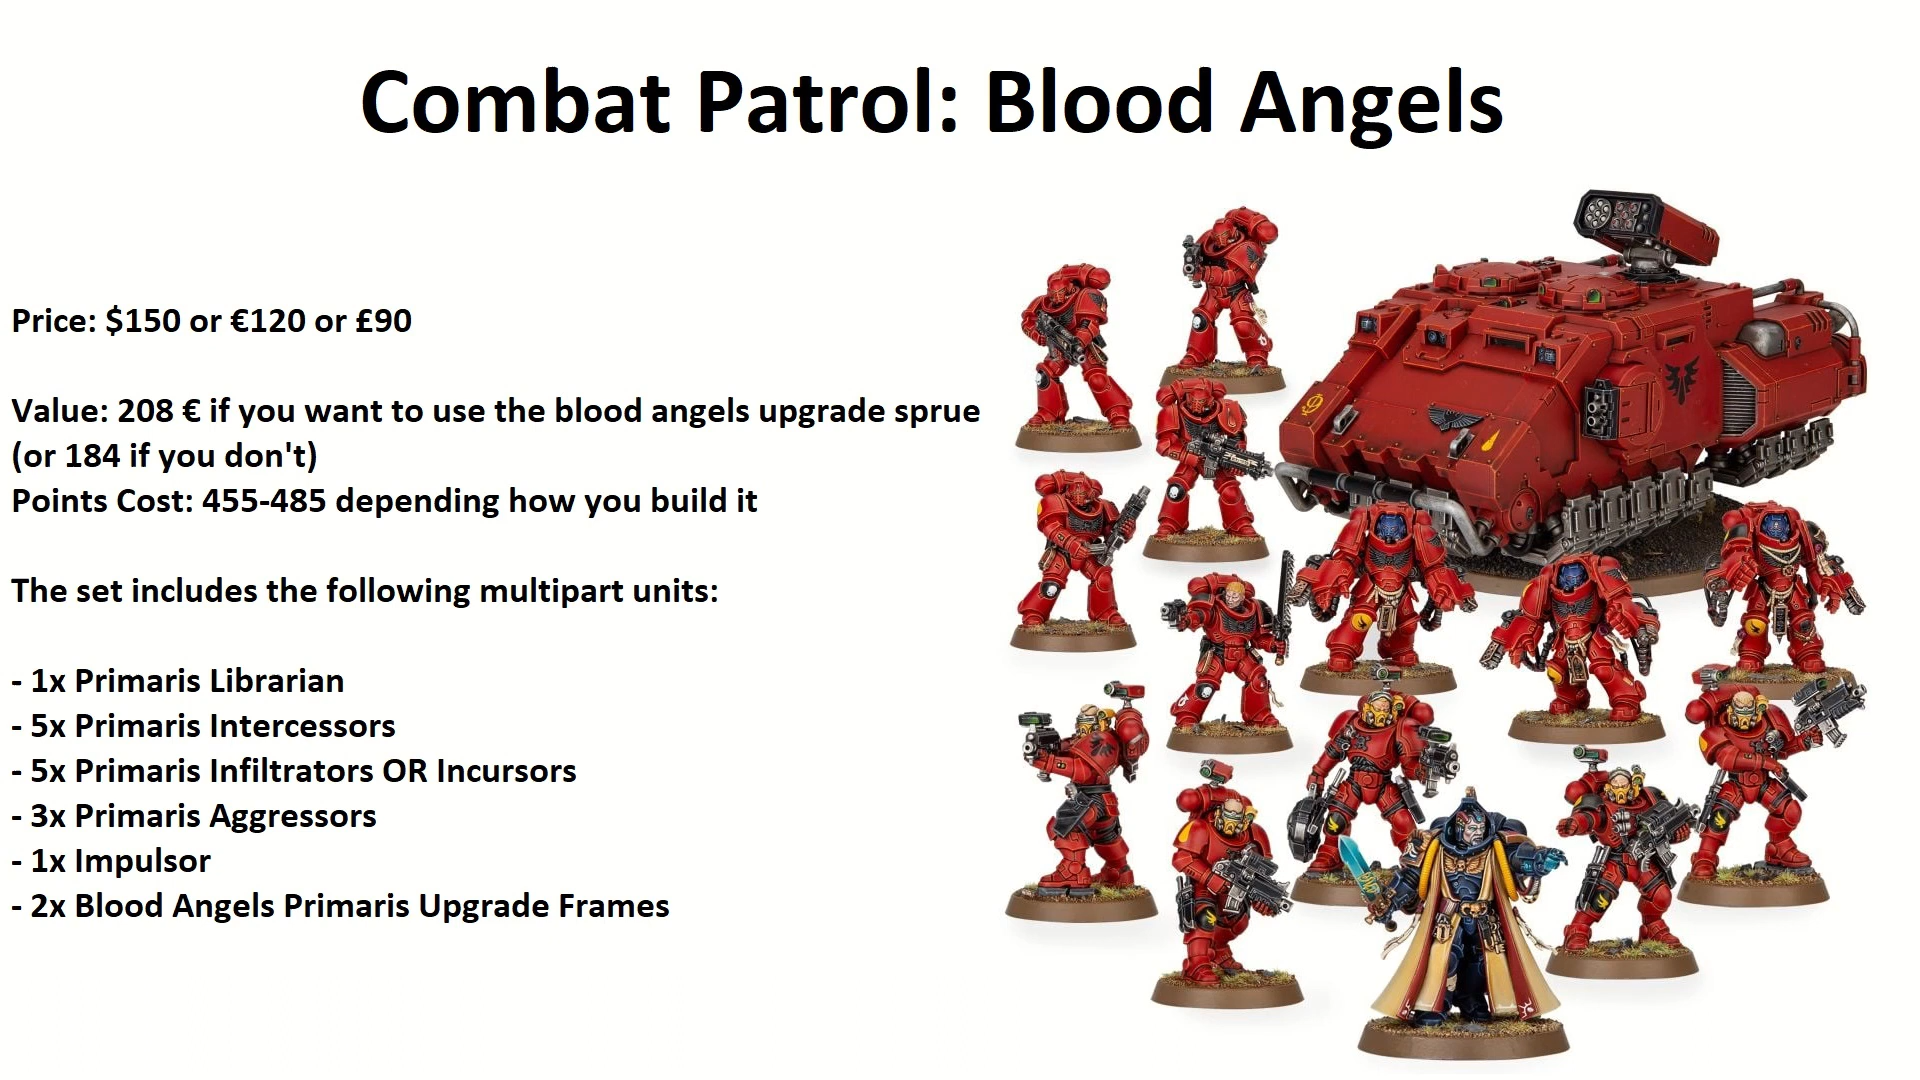 Combat Patrol: Blood Angels
Price: $150 or €120 or £90
Value: 208 € if you want to use the blood angels upgrade sprue
(or 184 if you don't)
Points Cost: 455-485 depending how you build it
The set includes the following multipart units:
- 1x Primaris Librarian
- 5x Primaris Intercessors
- 5x Primaris Infiltrators OR Incursors
- 3x Primaris Aggressors
- 1x Impulsor
- 2x Blood Angels Primaris Upgrade Frames